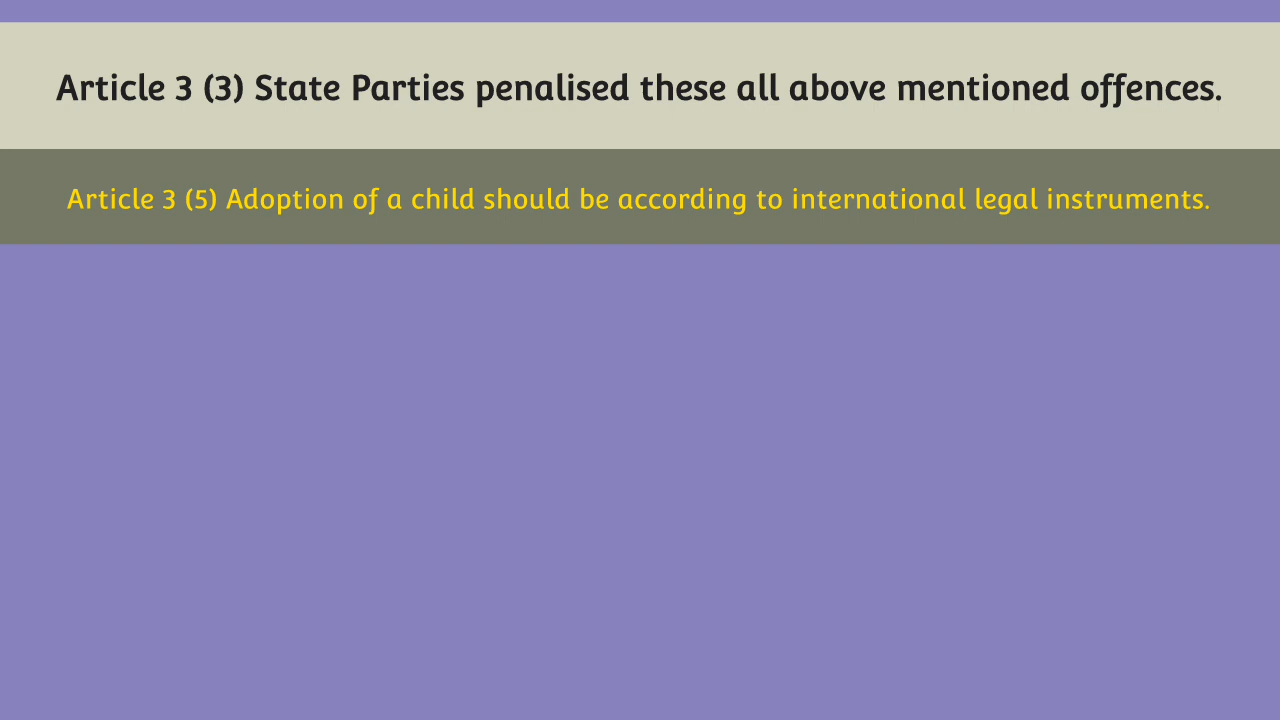 Article 3 (3) State Parties penalised these all above mentioned offences.
Article 3 (5) Adoption of a child should be according to international legal instruments.